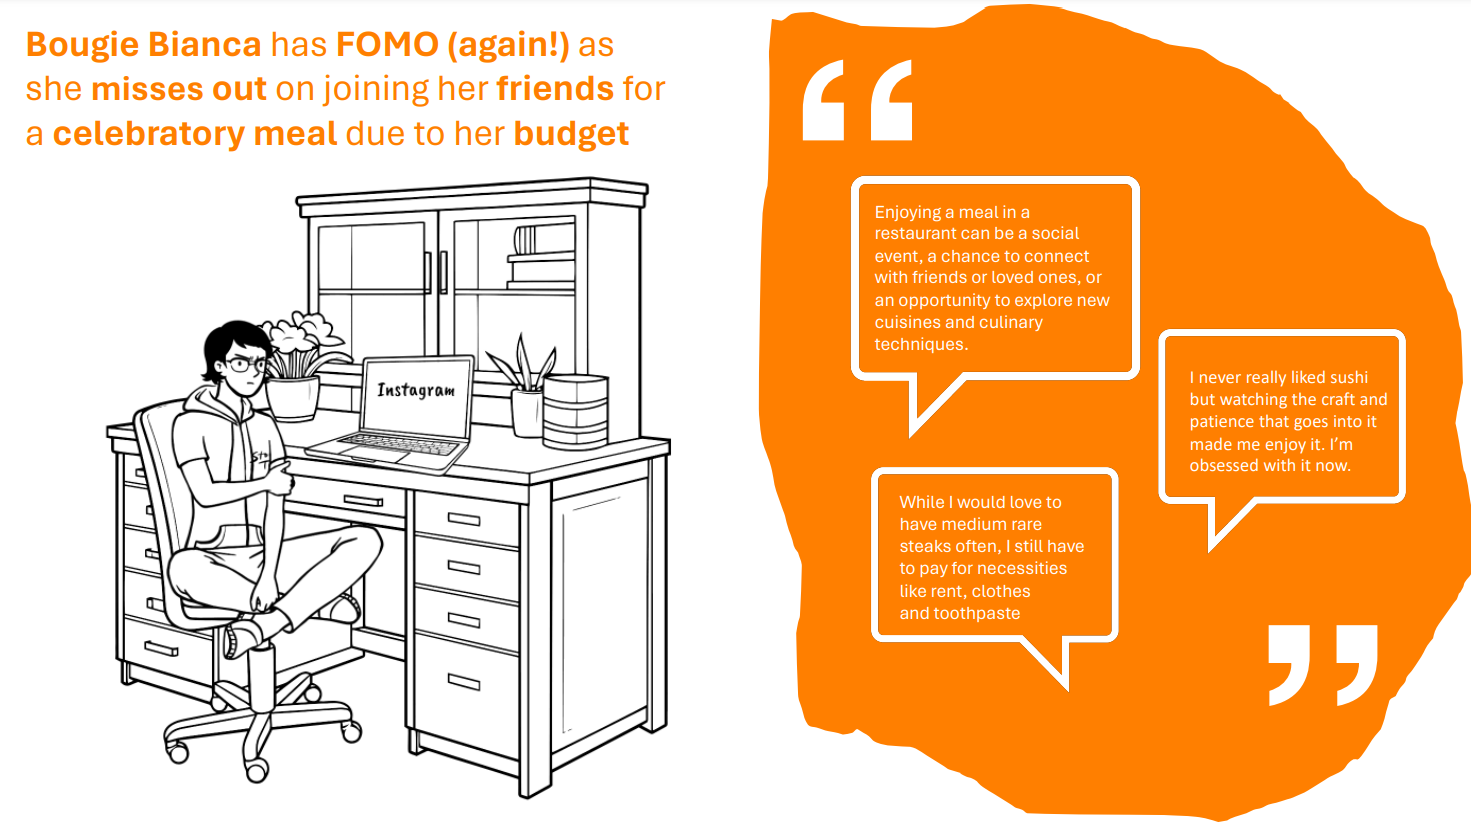 Bougie Bianca has FOMO (again!) as
she misses out on joining her friends for
a celebratory meal due to her budget
Instagram
“
Enjoying a meal in a
restaurant can be a social
event, a chance to connect
with friends or loved ones, or
an opportunity to explore new
cuisines and culinary
techniques.
I never really liked sushi
but watching the craft and
patience that goes into it
made me enjoy it. I’m
obsessed with it now.
While I would love to
have medium rare
steaks often, I still have
to pay for necessities
like rent, clothes
and toothpaste
”